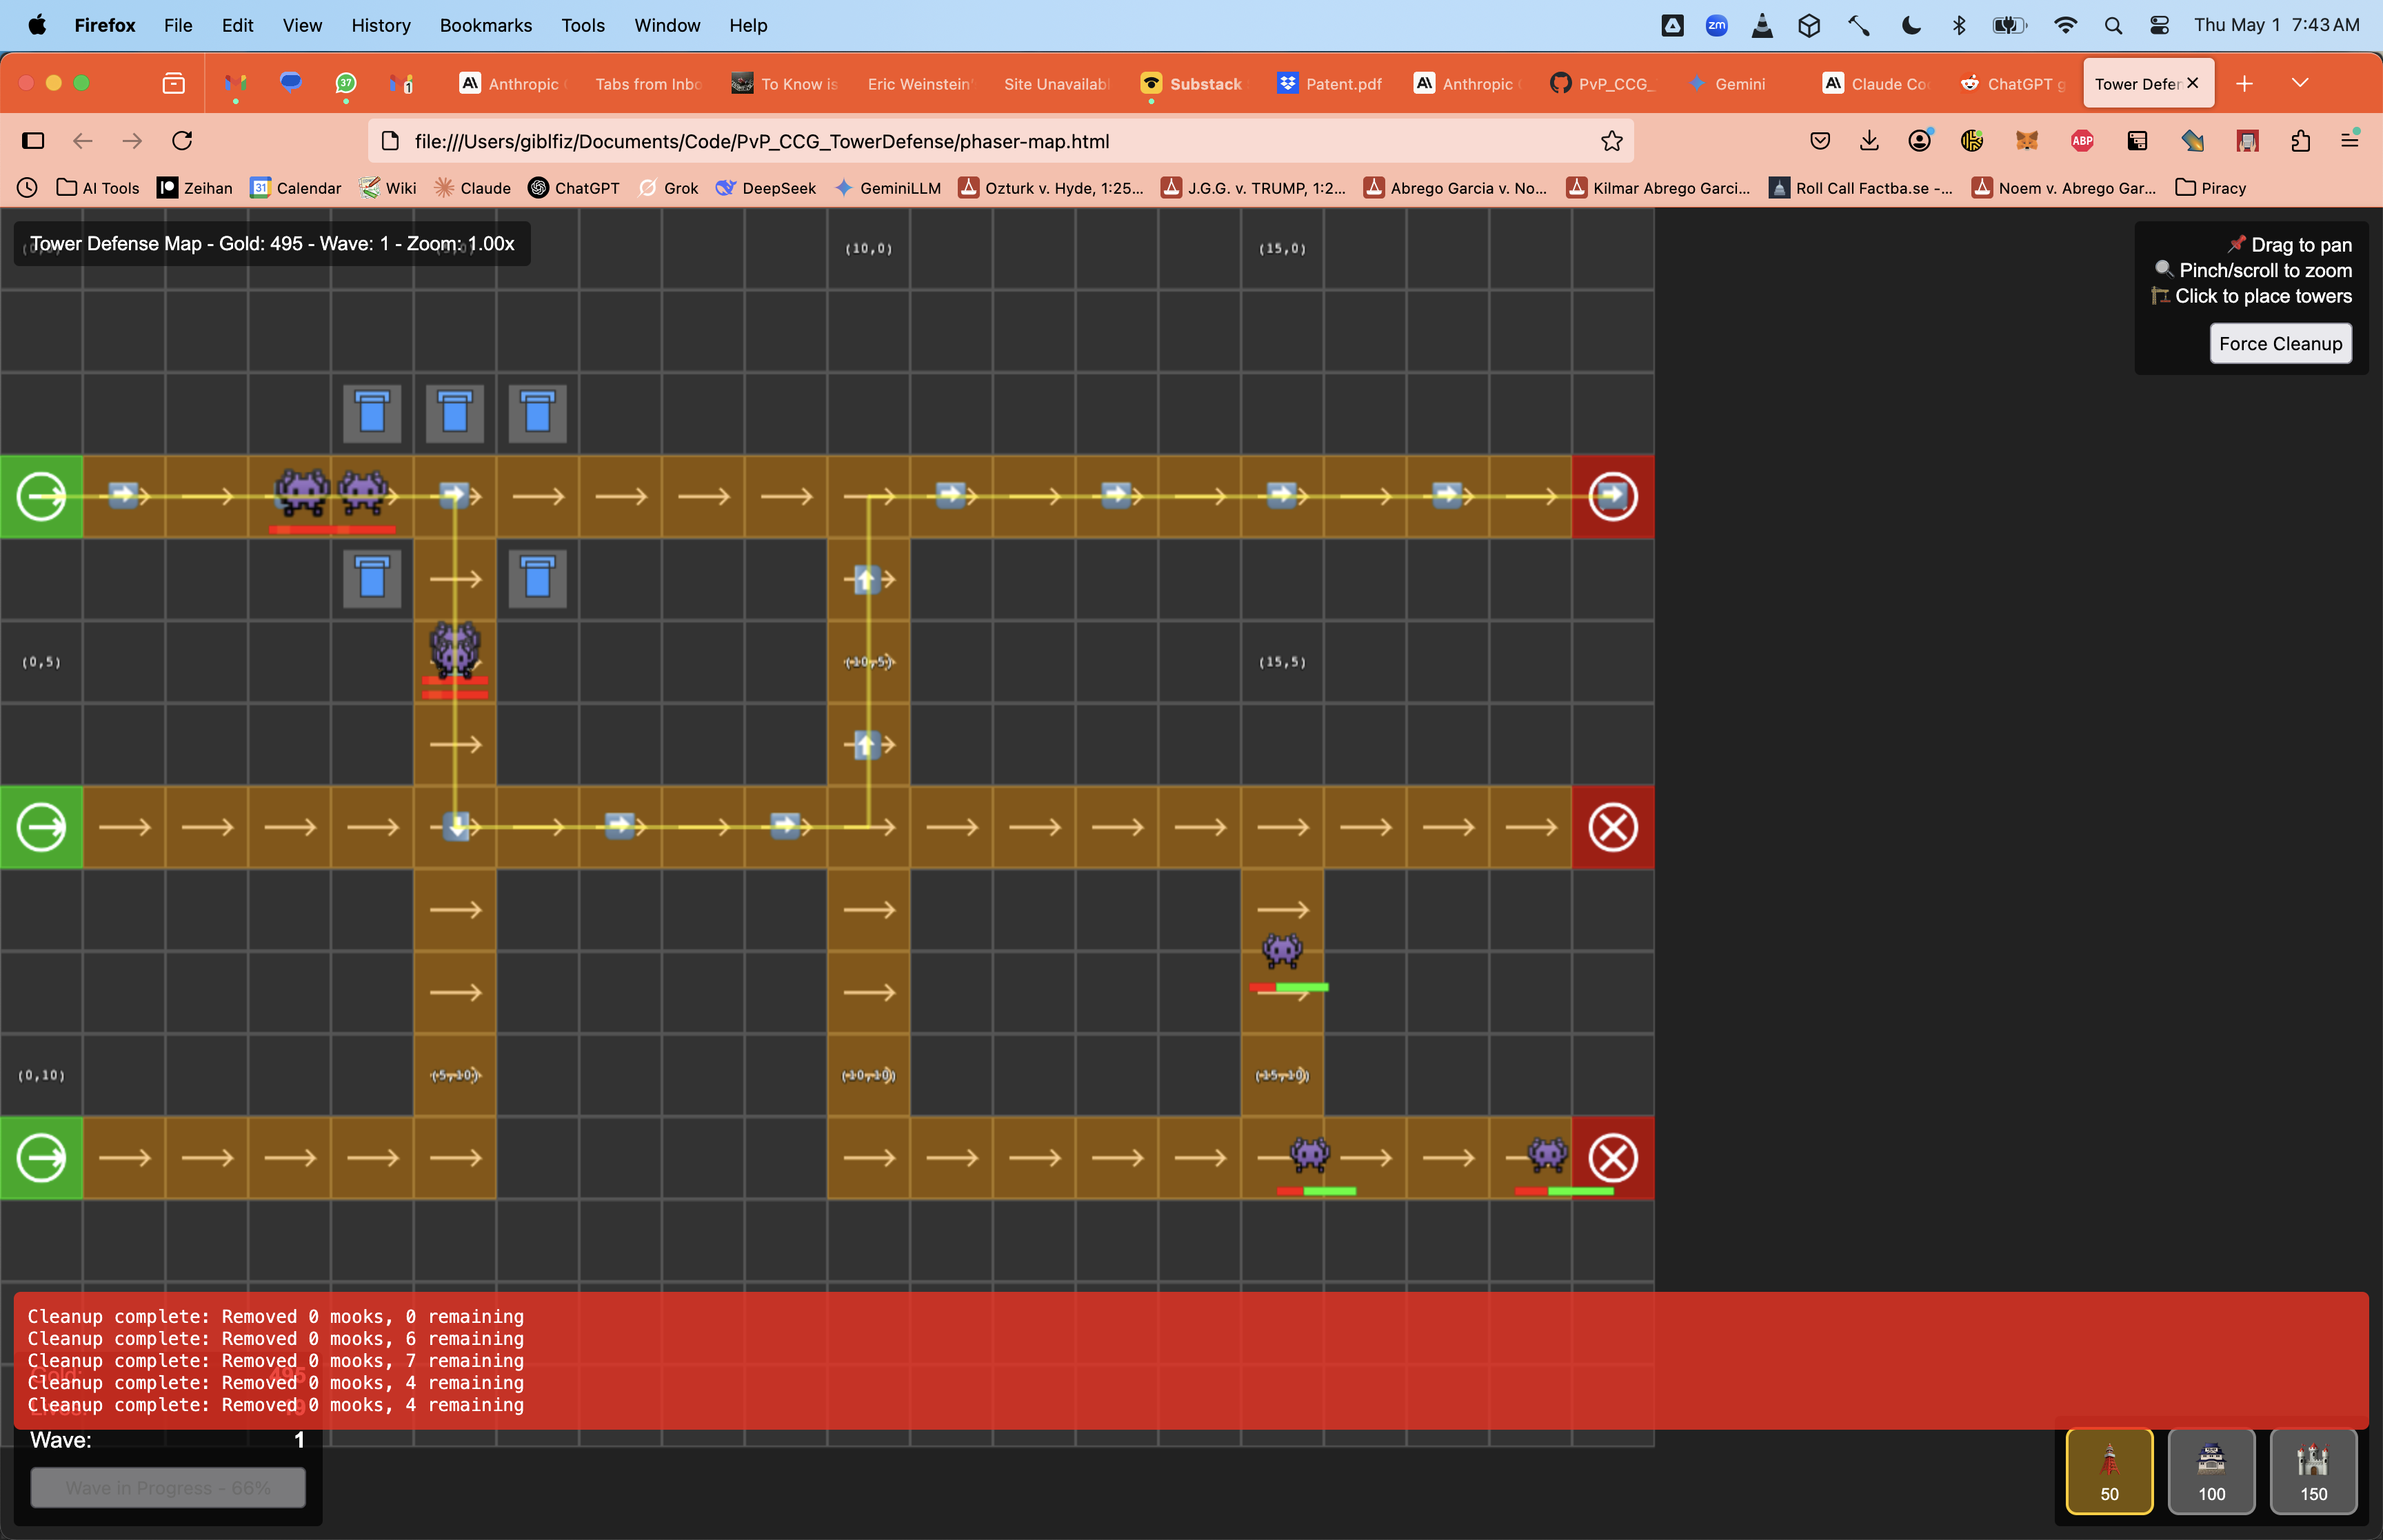 Firefox File Edit View History Bookmarks Tools Window Help
zm
Thu May 1 7:43 AM
37
1
Anthropic
Tabs from Inbo
To Know is
Eric Weinstein'
Site Unavailabl
Substack
Patent.pdf
Anthropic
PvP_CCG_
Gemini
Claude Co
ChatGPT g
Tower Defer
file:///Users/giblfiz/Documents/Code/PvP_CCG_TowerDefense/phaser-map.html
ABP
AI Tools
Zeihan
31
Calendar
Wiki
Claude
ChatGPT
Grok
DeepSeek
GeminiLLM
Ozturk v. Hyde, 1:25...
J.G.G. v. TRUMP, 1:2...
Abrego Garcia v. No...
Kilmar Abrego Garci...
Roll Call Factba.se -...
Noem v. Abrego Gar...
Piracy
Tower Defense Map - Gold: 495 - Wave: 1 - Zoom: 1.00x
(10,0)
(15,0)
Drag to pan
Pinch/scroll to zoom
Click to place towers
Force Cleanup
(0,5)
(10,5)
(15,5)
(0,10)
(5,10)
(10,10)
(15,10)
Cleanup complete: Removed 0 mooks, 0 remaining
Cleanup complete: Removed 0 mooks, 6 remaining
Cleanup complete: Removed 0 mooks, 7 remaining
Cleanup complete: Removed 0 mooks, 4 remaining
Cleanup complete: Removed 0 mooks, 4 remaining
Gold: 495
Wave: 1
Wave in Progress - 66%
50
100
150